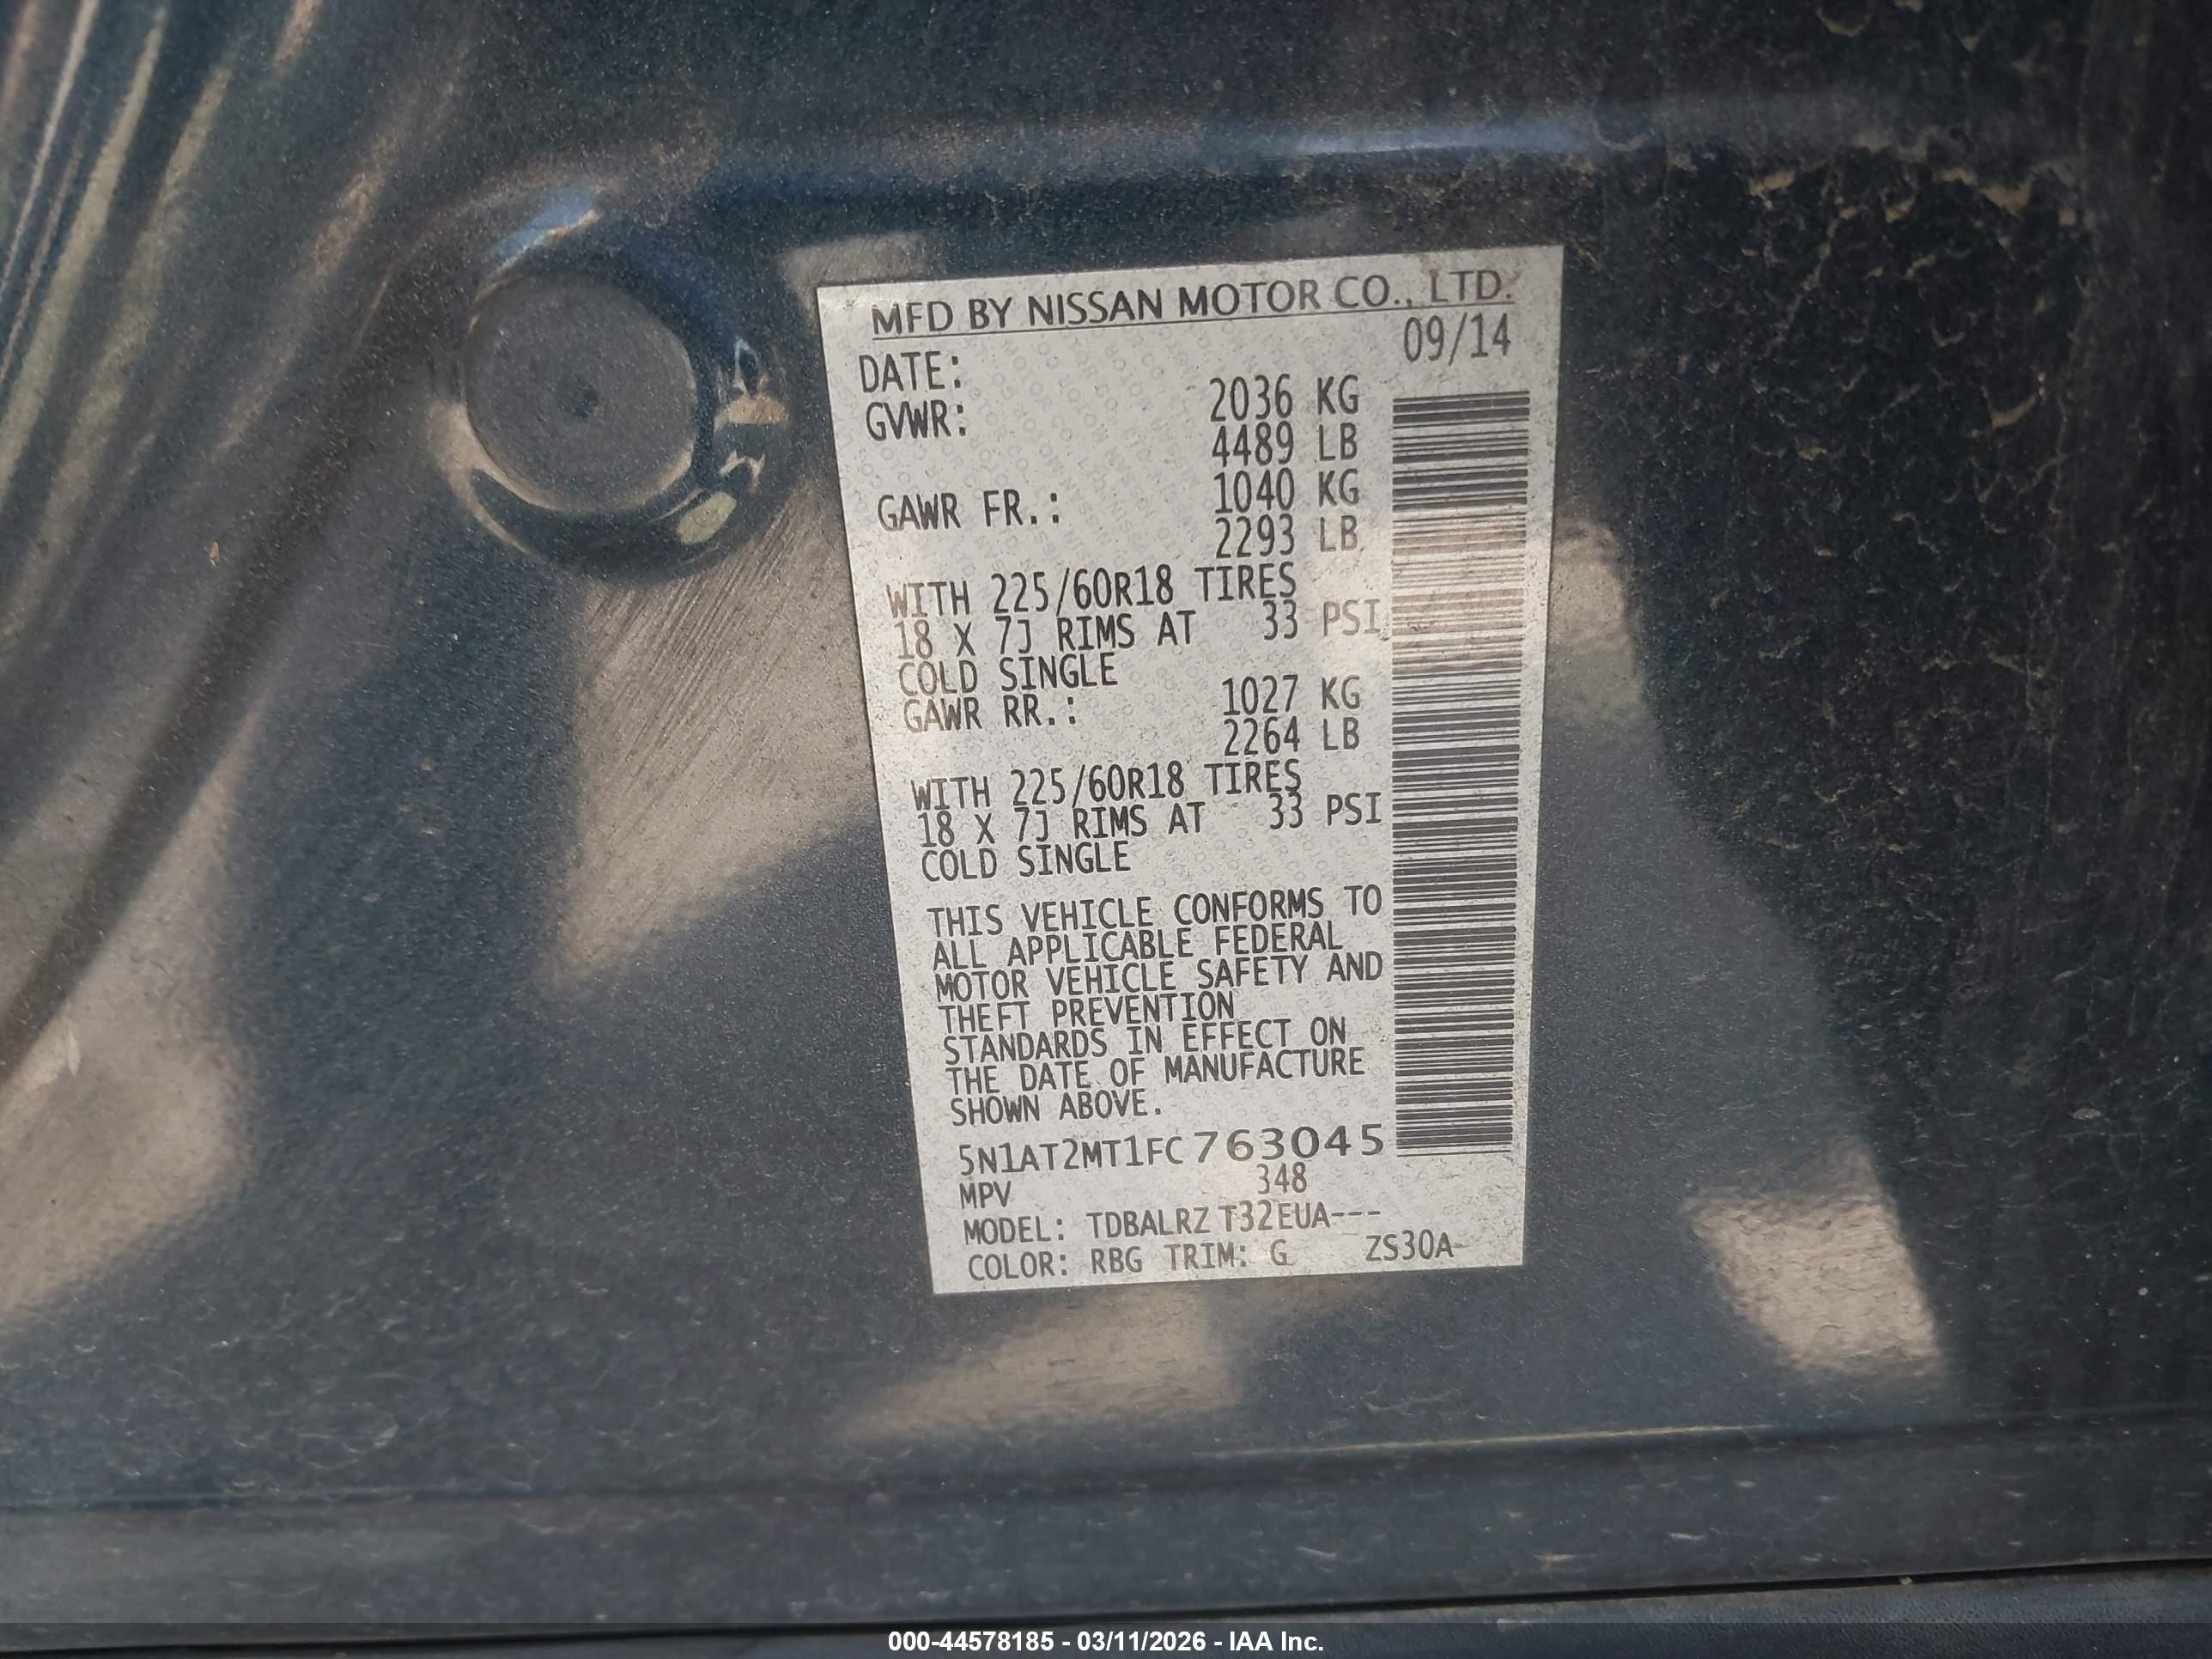 MFD BY NISSAN MOTOR CO., LTD.
DATE: 09/14
GVWR: 2036 KG
4489 LB
GAWR FR.: 1040 KG
2293 LB
WITH 225/60R18 TIRES
18 X 7J RIMS AT 33 PSI
COLD SINGLE
GAWR RR.: 1027 KG
2264 LB
WITH 225/60R18 TIRES
18 X 7J RIMS AT 33 PSI
COLD SINGLE
THIS VEHICLE CONFORMS TO
ALL APPLICABLE FEDERAL
MOTOR VEHICLE SAFETY AND
THEFT PREVENTION
STANDARDS IN EFFECT ON
THE DATE OF MANUFACTURE
SHOWN ABOVE.
5N1AT2MT1FC763045
MPV 348
MODEL: TDBALRZ T32EUA---
COLOR: RBG TRIM: G ZS30A-
000-44578185 - 03/11/2026 - IAA Inc.